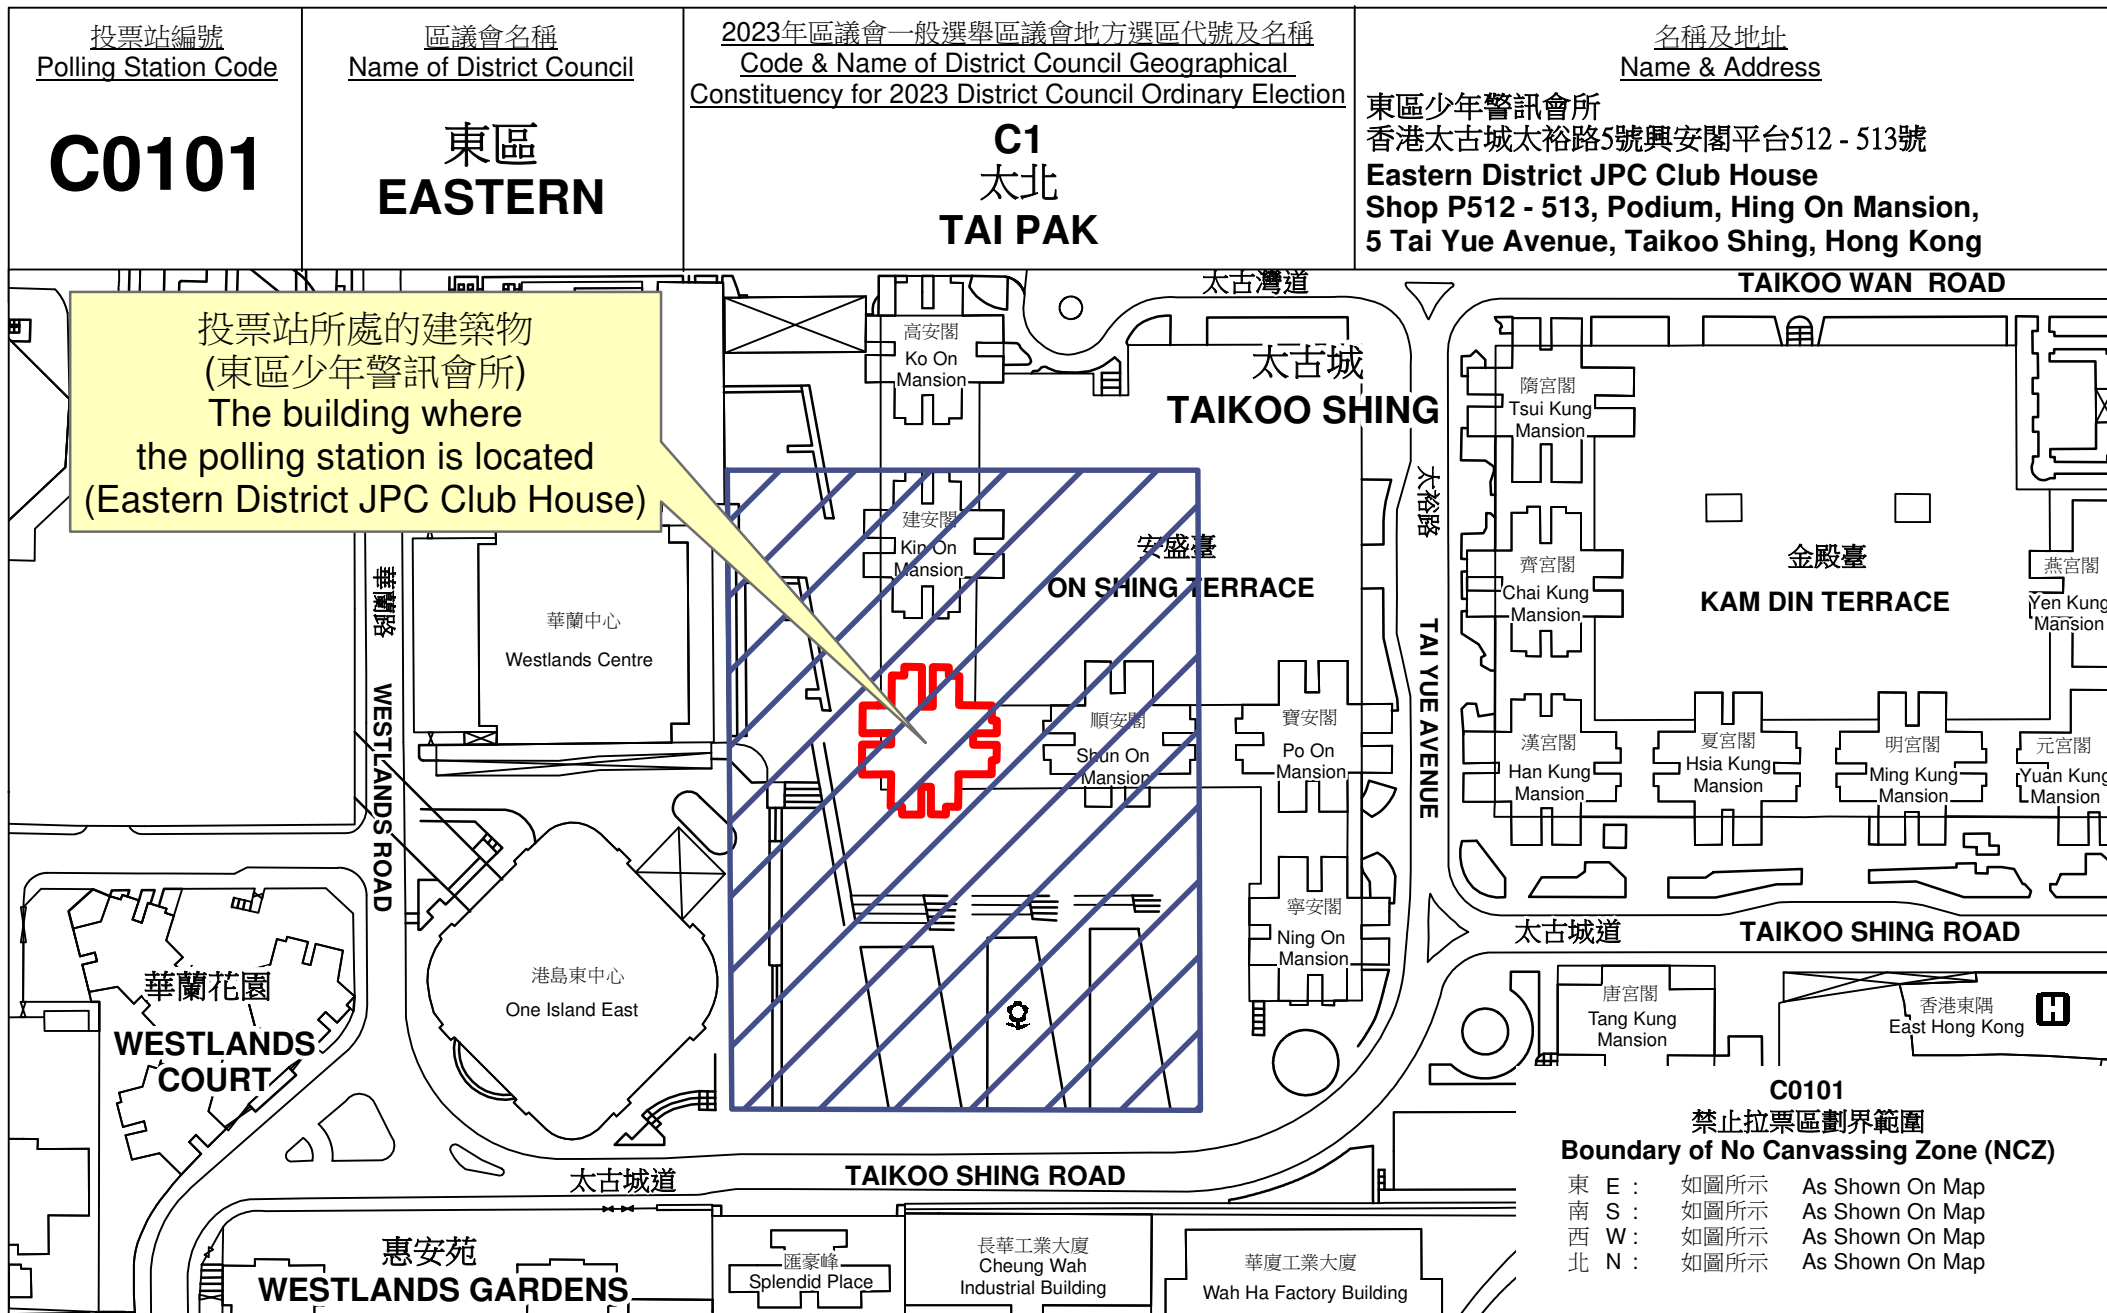 投票站編號
Polling Station Code
C0101
區議會名稱
Name of District Council
東區
EASTERN
2023年區議會一般選舉區議會地方選區代號及名稱
Code & Name of District Council Geographical
Constituency for 2023 District Council Ordinary Election
C1
太北
TAI PAK
名稱及地址
Name & Address
東區少年警訊會所
香港太古城太裕路5號興安閣平台512 - 513號
Eastern District JPC Club House
Shop P512 - 513, Podium, Hing On Mansion,
5 Tai Yue Avenue, Taikoo Shing, Hong Kong
投票站所處的建築物
(東區少年警訊會所)
The building where
the polling station is located
(Eastern District JPC Club House)
太古灣道
TAIKOO WAN ROAD
高安閣
Ko On
Mansion
太古城
TAIKOO SHING
隋宮閣
Tsui Kung
Mansion
太裕路
TAI YUE AVENUE
建安閣
Kin On
Mansion
安盛臺
ON SHING TERRACE
齊宮閣
Chai Kung
Mansion
金殿臺
KAM DIN TERRACE
燕宮閣
Yen Kung
Mansion
華蘭路
WESTLANDS ROAD
華蘭中心
Westlands Centre
順安閣
Shun On
Mansion
寶安閣
Po On
Mansion
漢宮閣
Han Kung
Mansion
夏宮閣
Hsia Kung
Mansion
明宮閣
Ming Kung
Mansion
元宮閣
Yuan Kung
Mansion
寧安閣
Ning On
Mansion
太古城道
TAIKOO SHING ROAD
華蘭花園
WESTLANDS
COURT
港島東中心
One Island East
唐宮閣
Tang Kung
Mansion
香港東隅
East Hong Kong
H
太古城道
TAIKOO SHING ROAD
惠安苑
WESTLANDS GARDENS
匯豪峰
Splendid Place
長華工業大廈
Cheung Wah
Industrial Building
華廈工業大廈
Wah Ha Factory Building
C0101
禁止拉票區劃界範圍
Boundary of No Canvassing Zone (NCZ)
東 E : 如圖所示 As Shown On Map
南 S : 如圖所示 As Shown On Map
西 W : 如圖所示 As Shown On Map
北 N : 如圖所示 As Shown On Map